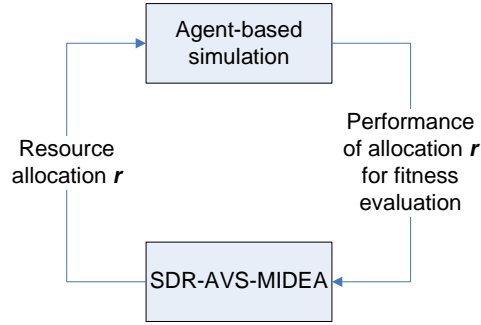 Agent-based
simulation
Resource
allocation r
Performance
of allocation r
for fitness
evaluation
SDR-AVS-MIDEA